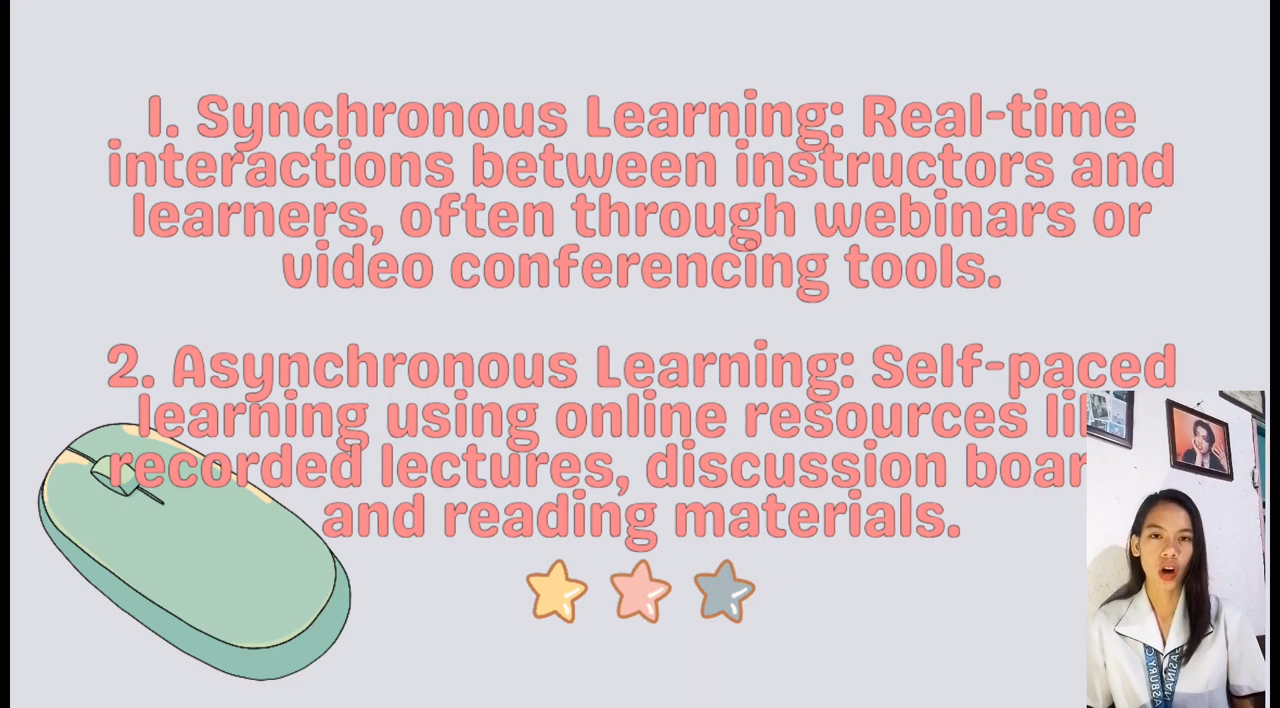 1. Synchronous Learning: Real-time
interactions between instructors and
learners, often through webinars or
video conferencing tools.
2. Asynchronous Learning: Self-paced
learning using online resources
recorded lectures, discussion
and reading materials.
ASBURY C